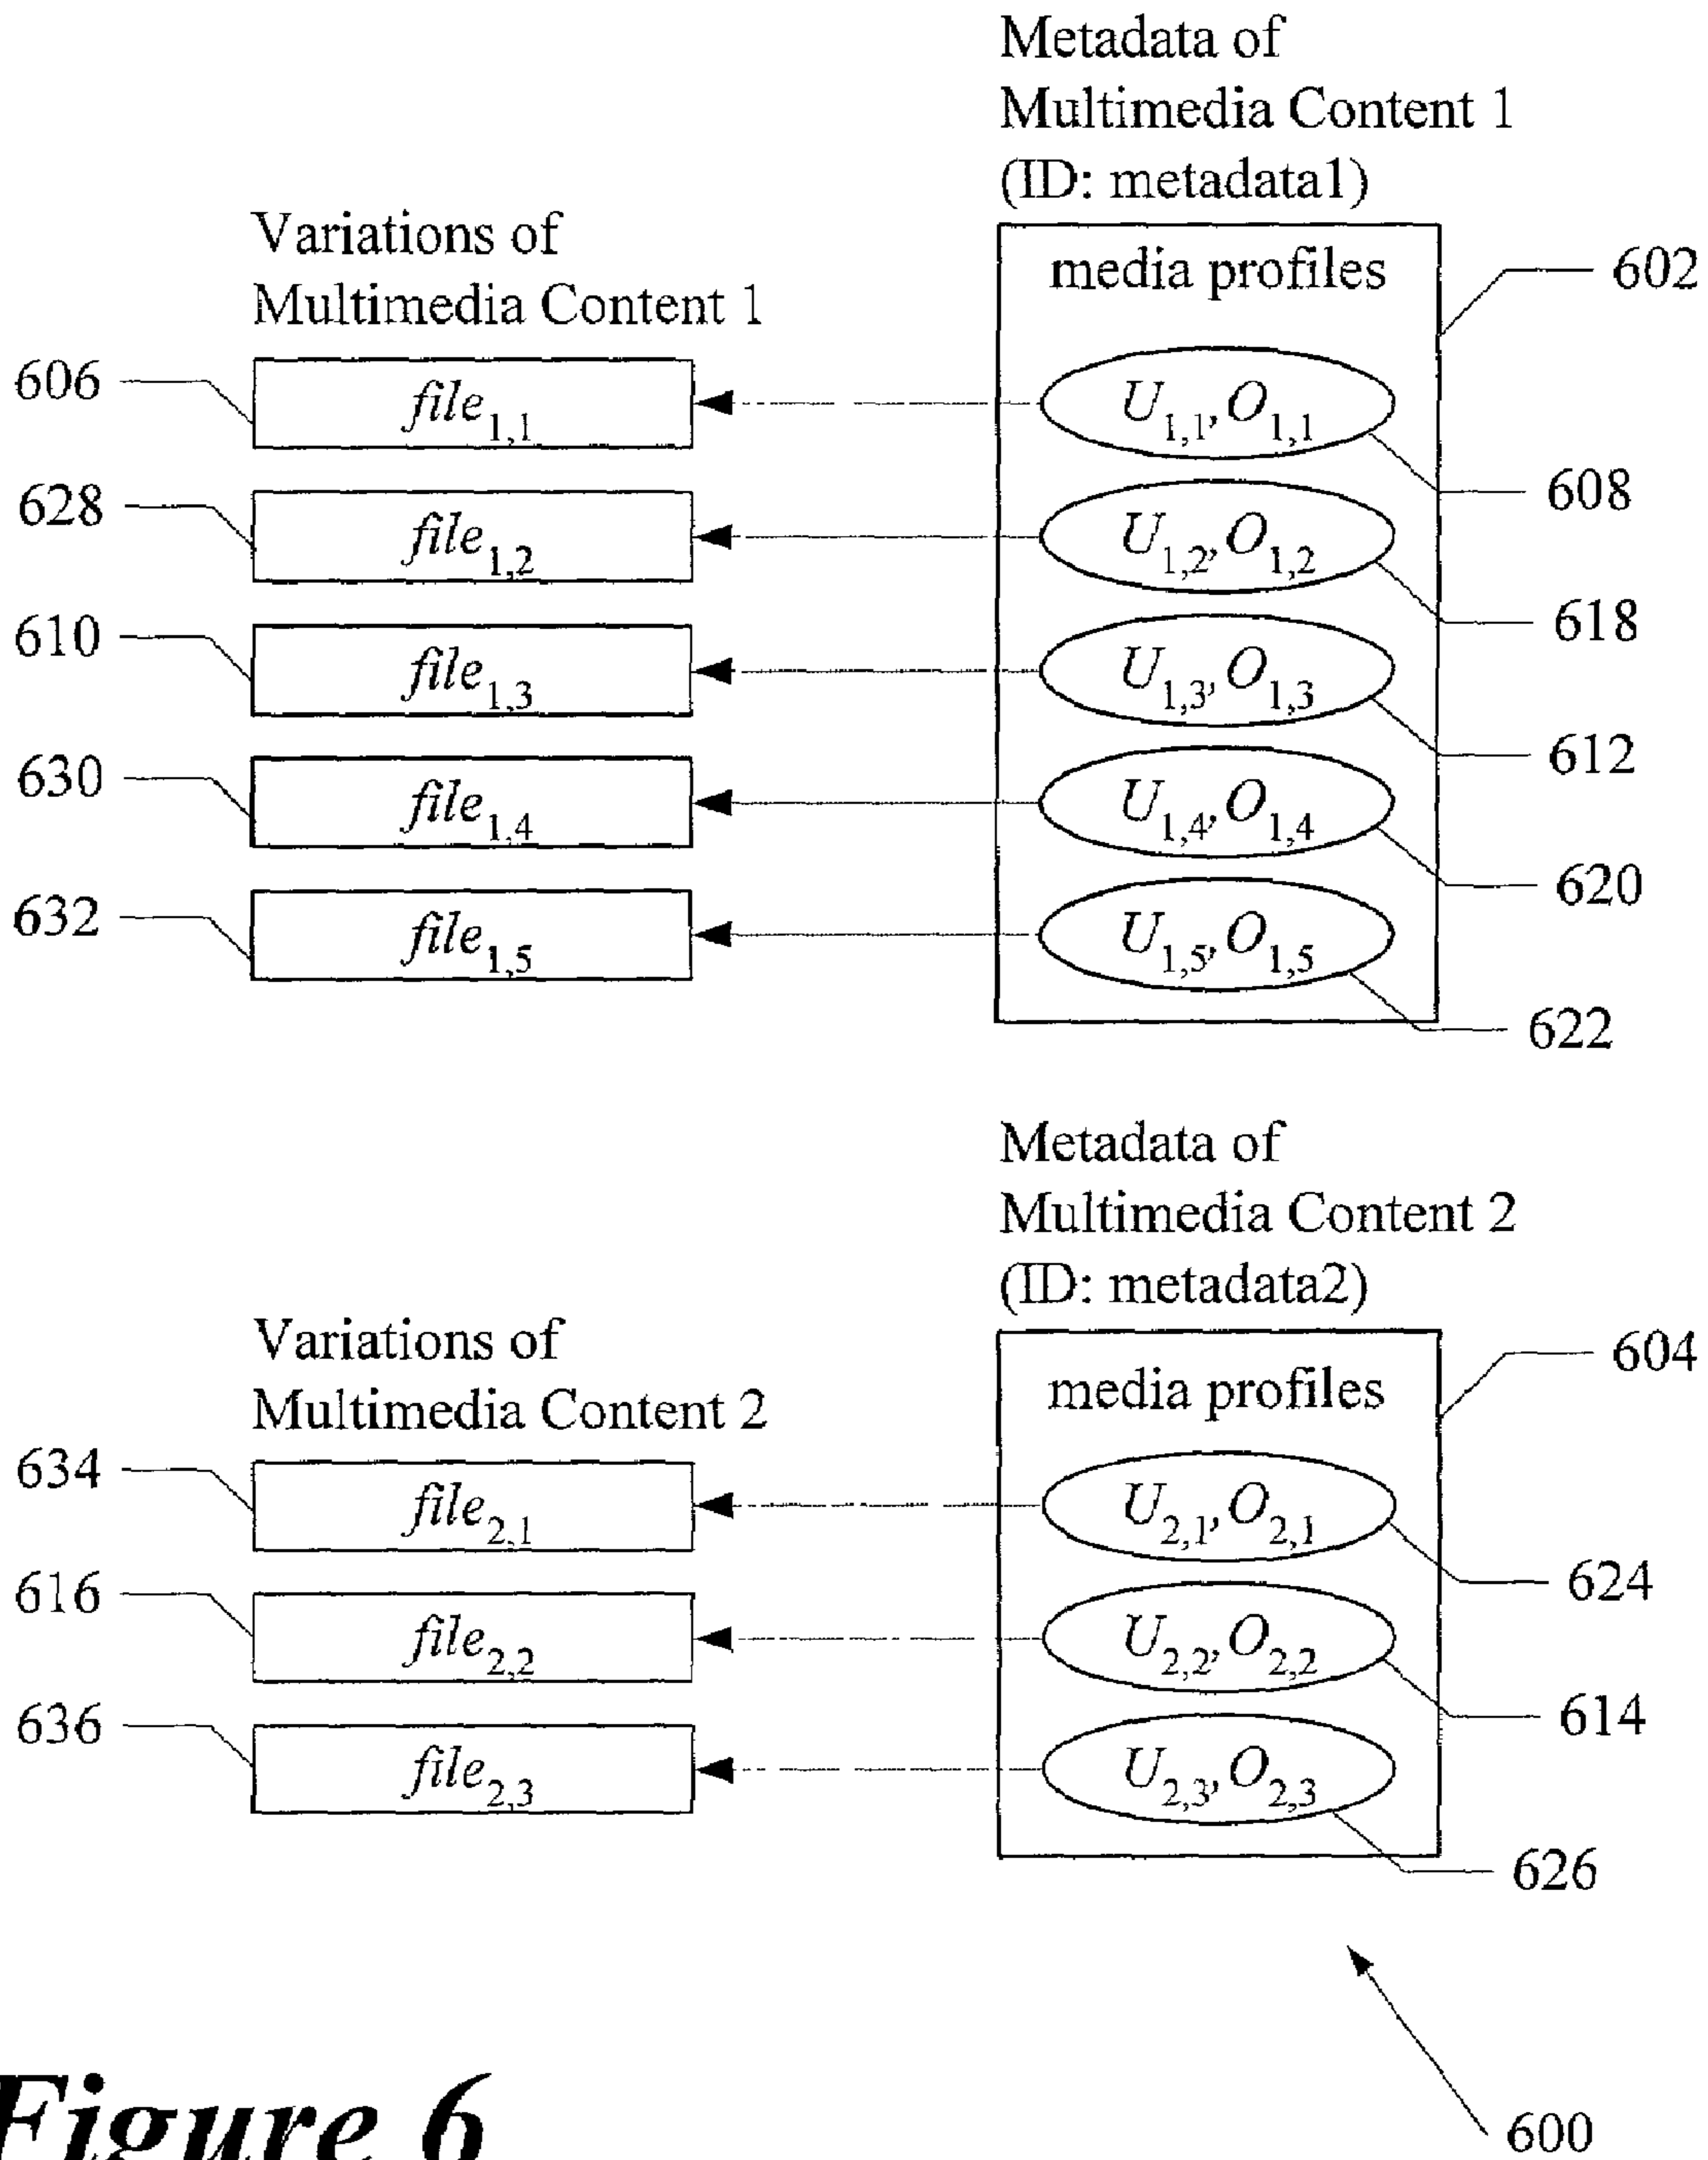 Metadata of
Multimedia Content 1
(ID: metadata1)
Variations of
Multimedia Content 1
media profiles
602
606
file1,1
U1,1, O1,1
608
628
file1,2
U1,2, O1,2
618
610
file1,3
U1,3, O1,3
612
630
file1,4
U1,4, O1,4
620
632
file1,5
U1,5, O1,5
622
Metadata of
Multimedia Content 2
(ID: metadata2)
Variations of
Multimedia Content 2
media profiles
604
634
file2,1
U2,1, O2,1
624
616
file2,2
U2,2, O2,2
614
636
file2,3
U2,3, O2,3
626
600
Figure 6